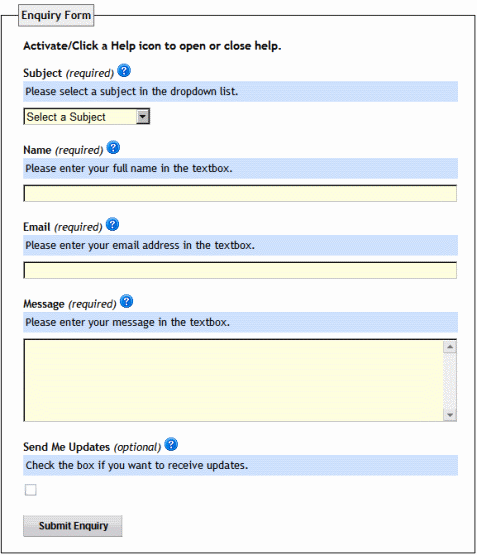 Enquiry Form
Activate/Click a Help icon to open or close help.
Subject (required) ?
Please select a subject in the dropdown list.
Select a Subject
Name (required) ?
Please enter your full name in the textbox.
Email (required) ?
Please enter your email address in the textbox.
Message (required) ?
Please enter your message in the textbox.
Send Me Updates (optional) ?
Check the box if you want to receive updates.
Submit Enquiry